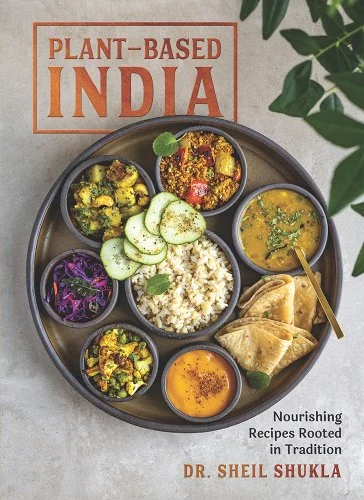 PLANT-BASED
INDIA
Nourishing
Recipes Rooted
in Tradition
DR. SHEIL SHUKLA